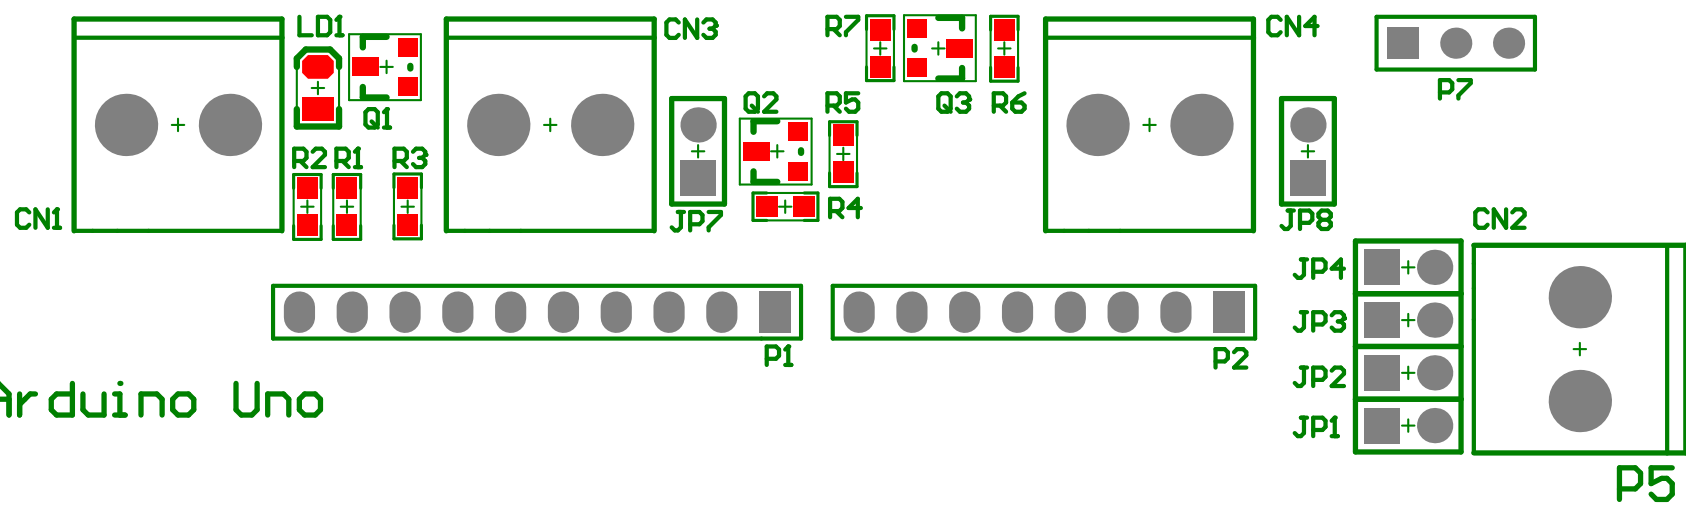 LD1
CN3
R7
CN4
Q1
Q2
R5
Q3
R6
P7
R2
R1
R3
CN1
JP7
R4
JP8
CN2
JP4
JP3
P1
P2
JP2
Arduino Uno
JP1
P5